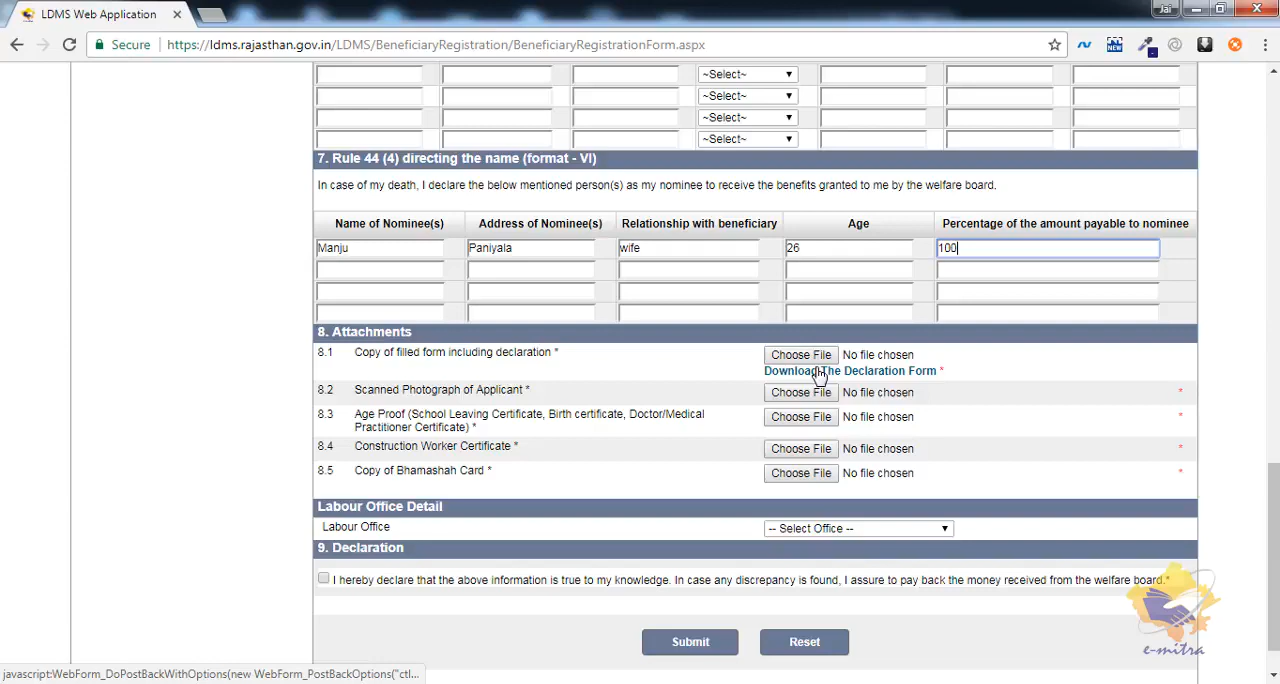 LDMS Web Application
Jai
Secure
https://ldms.rajasthan.gov.in/LDMS/BeneficiaryRegistration/BeneficiaryRegistrationForm.aspx
NEW
~Select~
~Select~
~Select~
~Select~
7. Rule 44 (4) directing the name (format - VI)
In case of my death, I declare the below mentioned person(s) as my nominee to receive the benefits granted to me by the welfare board.
Name of Nominee(s) Address of Nominee(s) Relationship with beneficiary Age Percentage of the amount payable to nominee
Manju Paniyala wife 26 100
8. Attachments
8.1 Copy of filled form including declaration * Choose File No file chosen
Download The Declaration Form *
8.2 Scanned Photograph of Applicant * Choose File No file chosen *
8.3 Age Proof (School Leaving Certificate, Birth certificate, Doctor/Medical Choose File No file chosen *
Practitioner Certificate) *
8.4 Construction Worker Certificate * Choose File No file chosen *
8.5 Copy of Bhamashah Card * Choose File No file chosen *
Labour Office Detail
Labour Office -- Select Office --
9. Declaration
I hereby declare that the above information is true to my knowledge. In case any discrepancy is found, I assure to pay back the money received from the welfare board.*
Submit Reset
e-mitra
javascript:WebForm_DoPostBackWithOptions(new WebForm_PostBackOptions("ctl...